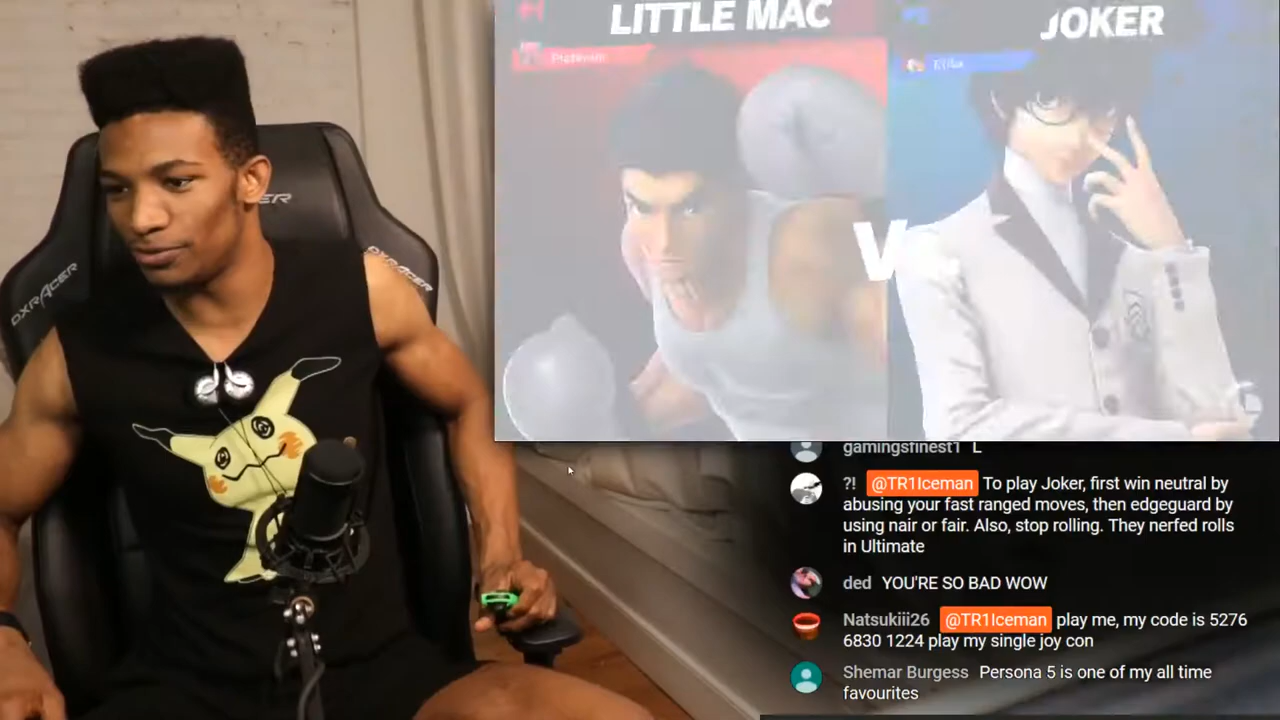 LITTLE MAC
JOKER
V
DXRACER
DXRACER
gamingsfinest1 L
?! @TR1Iceman To play Joker, first win neutral by
abusing your fast ranged moves, then edgeguard by
using nair or fair. Also, stop rolling. They nerfed rolls
in Ultimate
ded YOU'RE SO BAD WOW
Natsukiii26 @TR1Iceman play me, my code is 5276
6830 1224 play my single joy con
Shemar Burgess Persona 5 is one of my all time
favourites